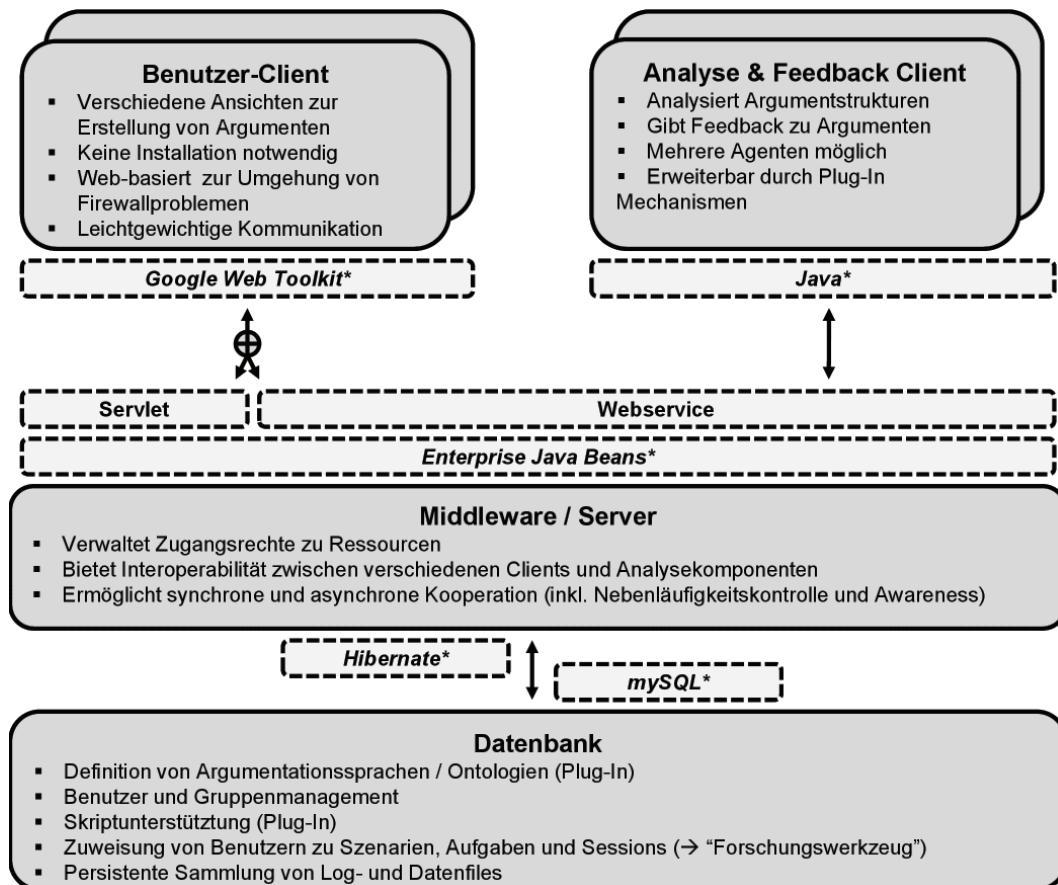 Benutzer-Client
▪ Verschiedene Ansichten zur
Erstellung von Argumenten
▪ Keine Installation notwendig
▪ Web-basiert zur Umgehung von
Firewallproblemen
▪ Leichtgewichtige Kommunikation
Google Web Toolkit*
Analyse & Feedback Client
▪ Analysiert Argumentstrukturen
▪ Gibt Feedback zu Argumenten
▪ Mehrere Agenten möglich
▪ Erweiterbar durch Plug-In
Mechanismen
Java*
Servlet
Webservice
Enterprise Java Beans*
Middleware / Server
▪ Verwaltet Zugangsrechte zu Ressourcen
▪ Bietet Interoperabilität zwischen verschiedenen Clients und Analysekomponenten
▪ Ermöglicht synchrone und asynchrone Kooperation (inkl. Nebenläufigkeitskontrolle und Awareness)
Hibernate*
mySQL*
Datenbank
▪ Definition von Argumentationssprachen / Ontologien (Plug-In)
▪ Benutzer und Gruppenmanagement
▪ Skriptunterstütztung (Plug-In)
▪ Zuweisung von Benutzern zu Szenarien, Aufgaben und Sessions (→ “Forschungswerkzeug”)
▪ Persistente Sammlung von Log- und Datenfiles